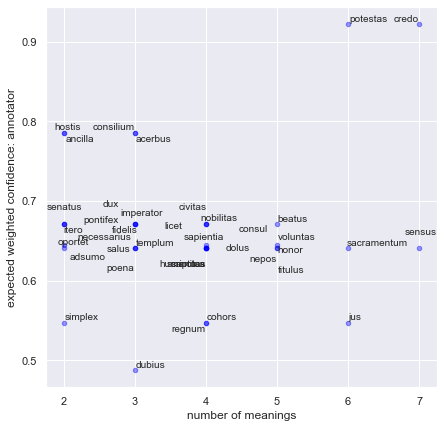 potestas credo
0.9
0.8
hostis consilium
ancilla acerbus
0.7
senatus dux civitas
pontifex imperator nobilitas beatus
itero fidelis licet consul sensus
necessarius sapientia voluntas
oportet templum dolus sacramentum
salus honor
adsumo nepos
poena titulus
0.6
simplex cohors jus
regnum
0.5
dubius
2 3 4 5 6 7
number of meanings
expected weighted confidence: annotator